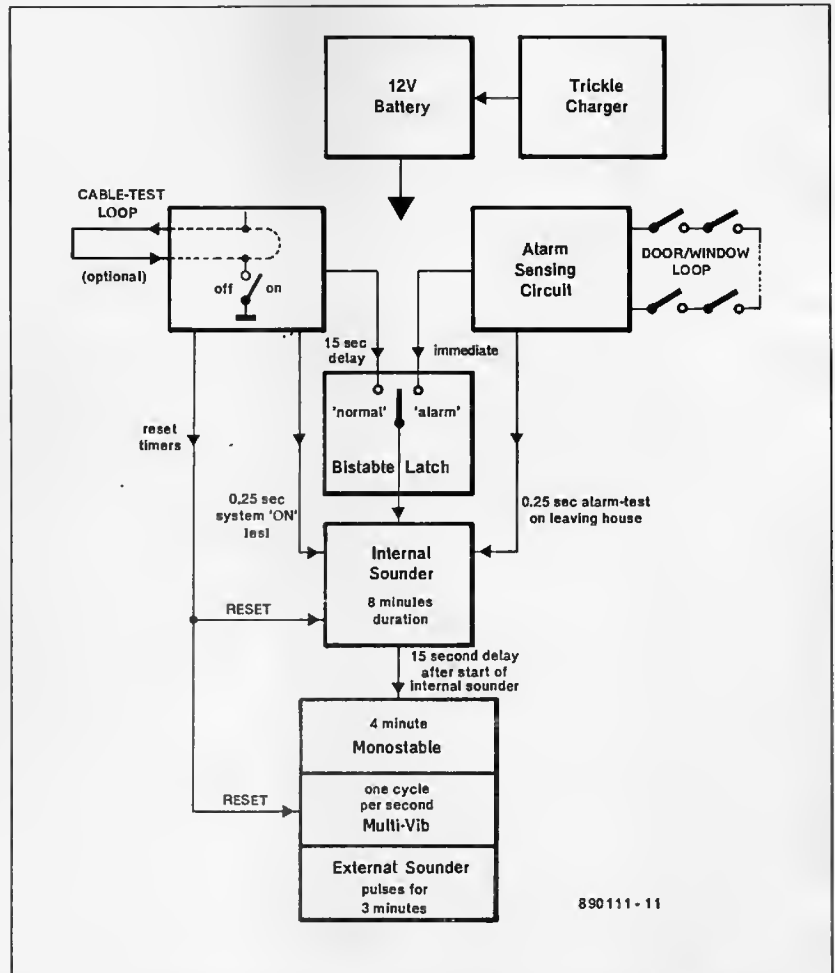 12V
Battery
Trickle
Charger
CABLE-TEST
LOOP
(optional)
off on
Alarm
Sensing
Circuit
DOOR/WINDOW
LOOP
15 sec
delay
immediate
'normal' 'alarm'
Bistable Latch
reset
timers
0,25 sec
system 'ON'
test
0.25 sec alarm-test
on leaving house
Internal
Sounder
8 minutes
duration
RESET
15 second delay
after start of
internal sounder
4 minute
Monostable
one cycle
per second
Multi-Vib
RESET
External Sounder
pulses for
3 minutes
890111-11